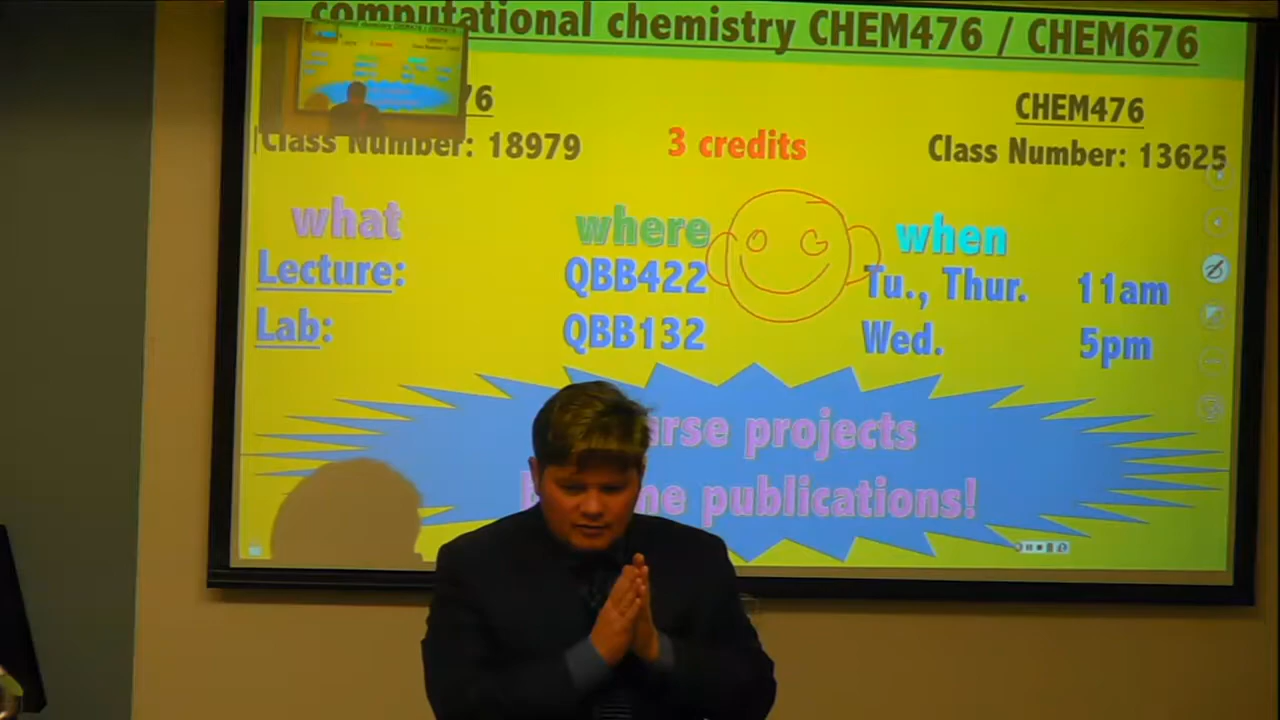 computational chemistry CHEM476 / CHEM676
76
CHEM476
Class Number: 18979
3 credits
Class Number: 13625
what
where
when
Lecture:
QBB422
Tu., Thur.
11am
Lab:
QBB132
Wed.
5pm
projects
publications!